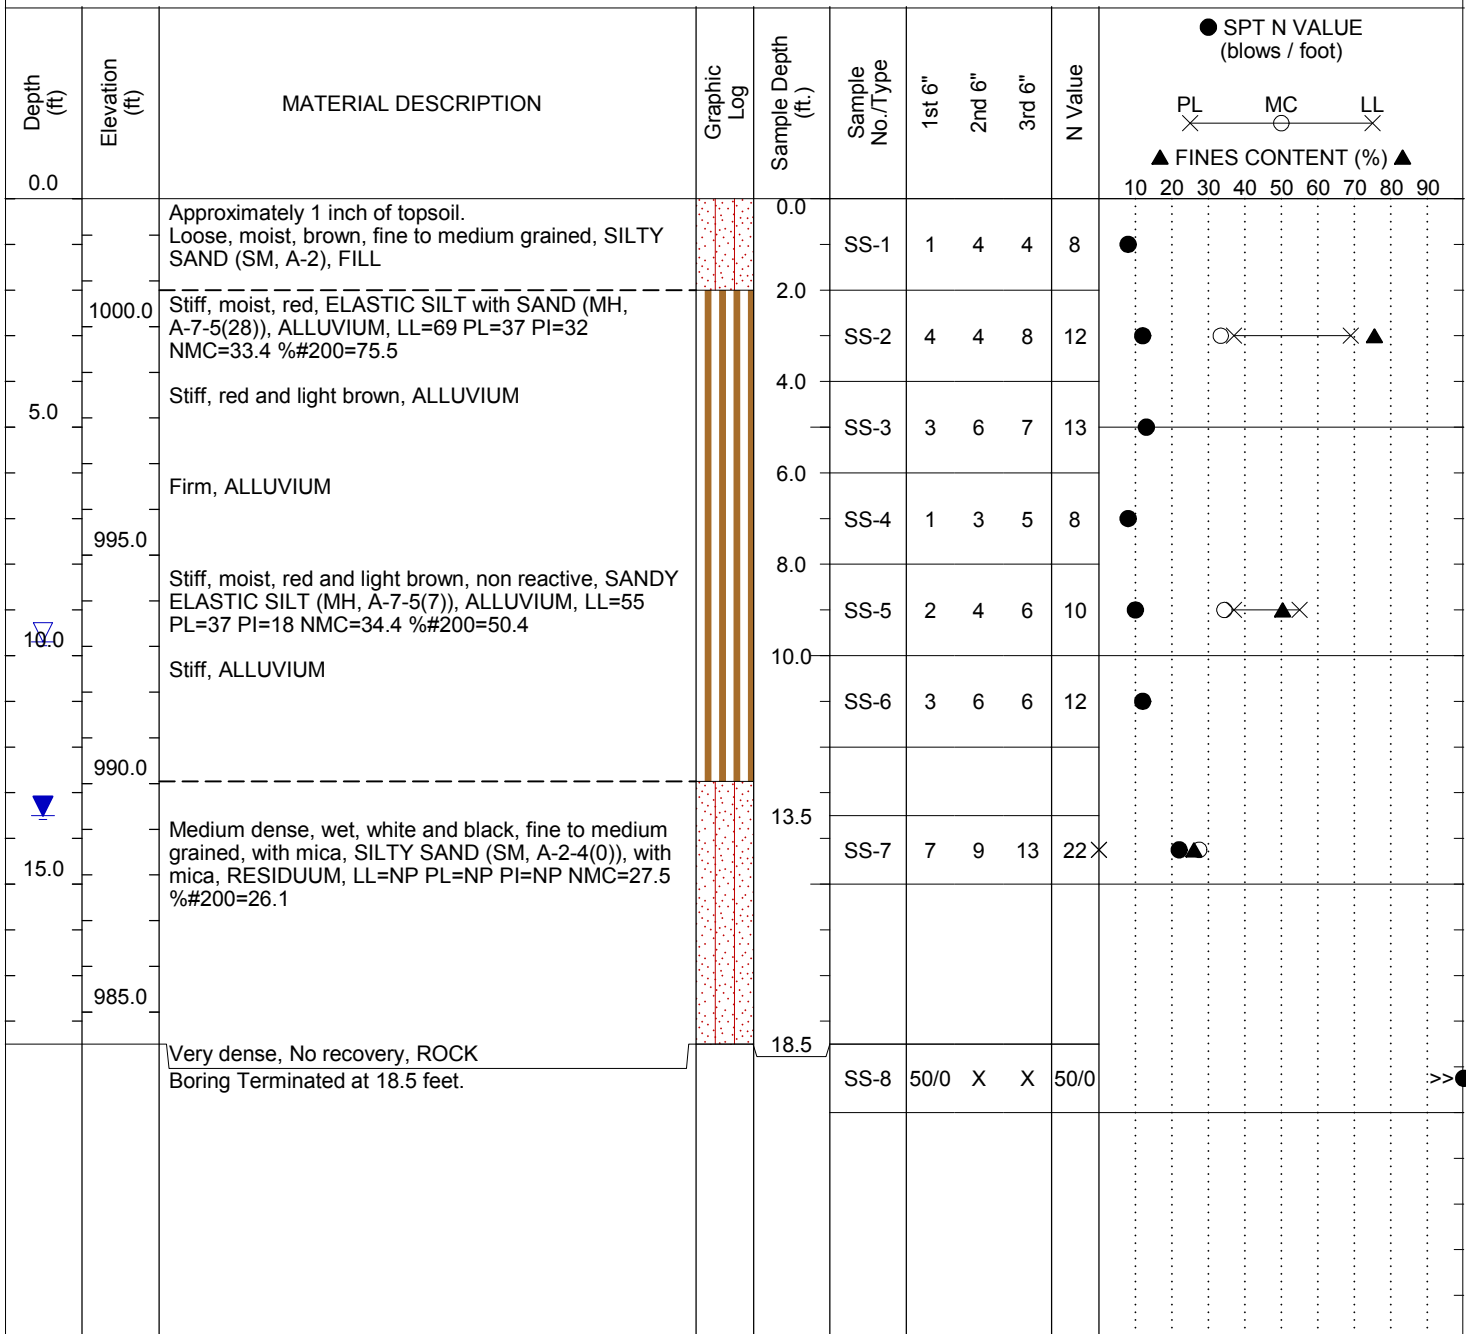 Depth (ft)
Elevation (ft)
MATERIAL DESCRIPTION
Graphic Log
Sample Depth (ft.)
Sample No./Type
1st 6"
2nd 6"
3rd 6"
N Value
● SPT N VALUE
(blows / foot)
PL MC LL
▲ FINES CONTENT (%) ▲
10 20 30 40 50 60 70 80 90
0.0
Approximately 1 inch of topsoil.
Loose, moist, brown, fine to medium grained, SILTY
SAND (SM, A-2), FILL
0.0
SS-1 1 4 4 8
2.0
1000.0
Stiff, moist, red, ELASTIC SILT with SAND (MH,
A-7-5(28)), ALLUVIUM, LL=69 PL=37 PI=32
NMC=33.4 %#200=75.5
SS-2 4 4 8 12
4.0
Stiff, red and light brown, ALLUVIUM
5.0
SS-3 3 6 7 13
6.0
Firm, ALLUVIUM
SS-4 1 3 5 8
995.0
8.0
Stiff, moist, red and light brown, non reactive, SANDY
ELASTIC SILT (MH, A-7-5(7)), ALLUVIUM, LL=55
PL=37 PI=18 NMC=34.4 %#200=50.4
SS-5 2 4 6 10
10.0
10.0
Stiff, ALLUVIUM
SS-6 3 6 6 12
990.0
13.5
Medium dense, wet, white and black, fine to medium
grained, with mica, SILTY SAND (SM, A-2-4(0)), with
mica, RESIDUUM, LL=NP PL=NP PI=NP NMC=27.5
%#200=26.1
SS-7 7 9 13 22
15.0
985.0
18.5
Very dense, No recovery, ROCK
Boring Terminated at 18.5 feet.
SS-8 50/0 X X 50/0
>>